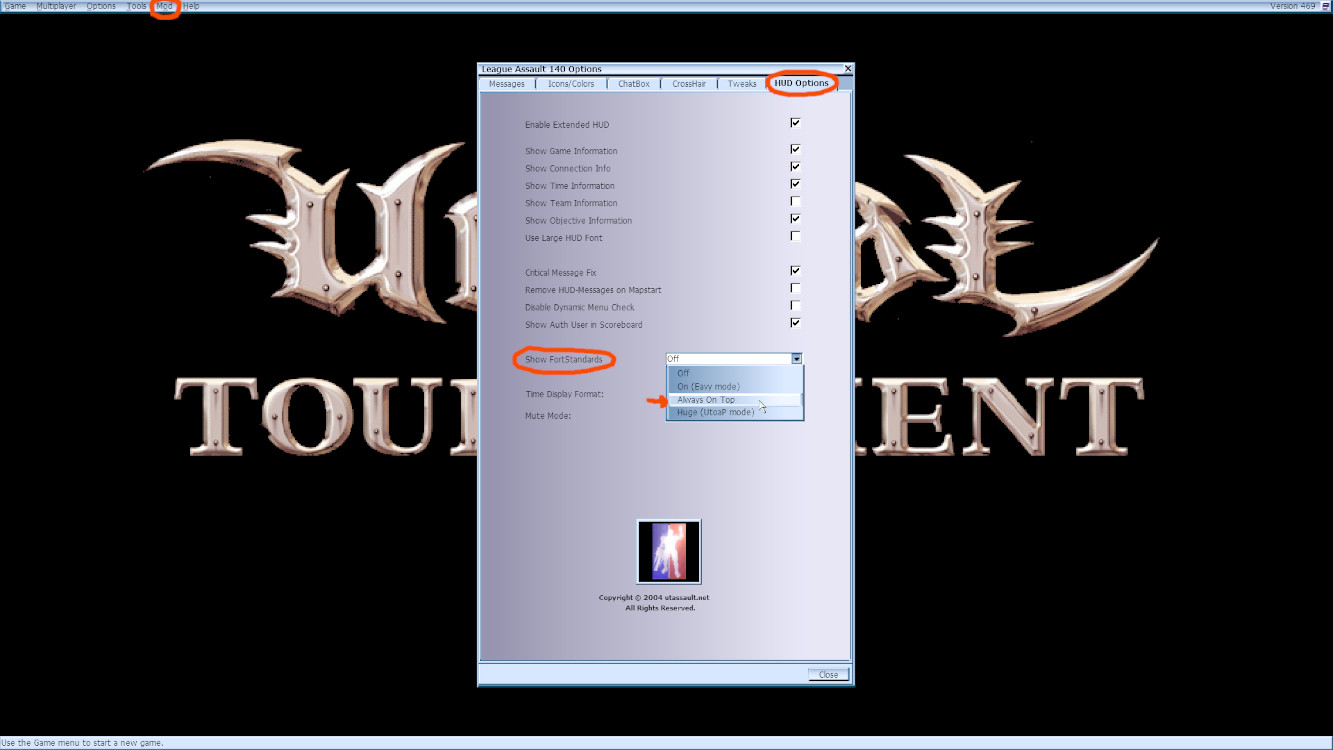 Game Multiplayer Options Tools Mod Help Version 469
League Assault 140 Options
Messages Icons/Colors ChatBox CrossHair Tweaks HUD Options
Enable Extended HUD
Show Game Information
Show Connection Info
Show Time Information
Show Team Information
Show Objective Information
Use Large HUD Font
Critical Message Fix
Remove HUD-Messages on Mapstart
Disable Dynamic Menu Check
Show Auth User in Scoreboard
Show FortStandards Off
Off
On (Eavy mode)
Always On Top
Huge (UtoaP mode)
Time Display Format:
Mute Mode:
Copyright © 2004 utassault.net
All Rights Reserved.
Close
Use the Game menu to start a new game.